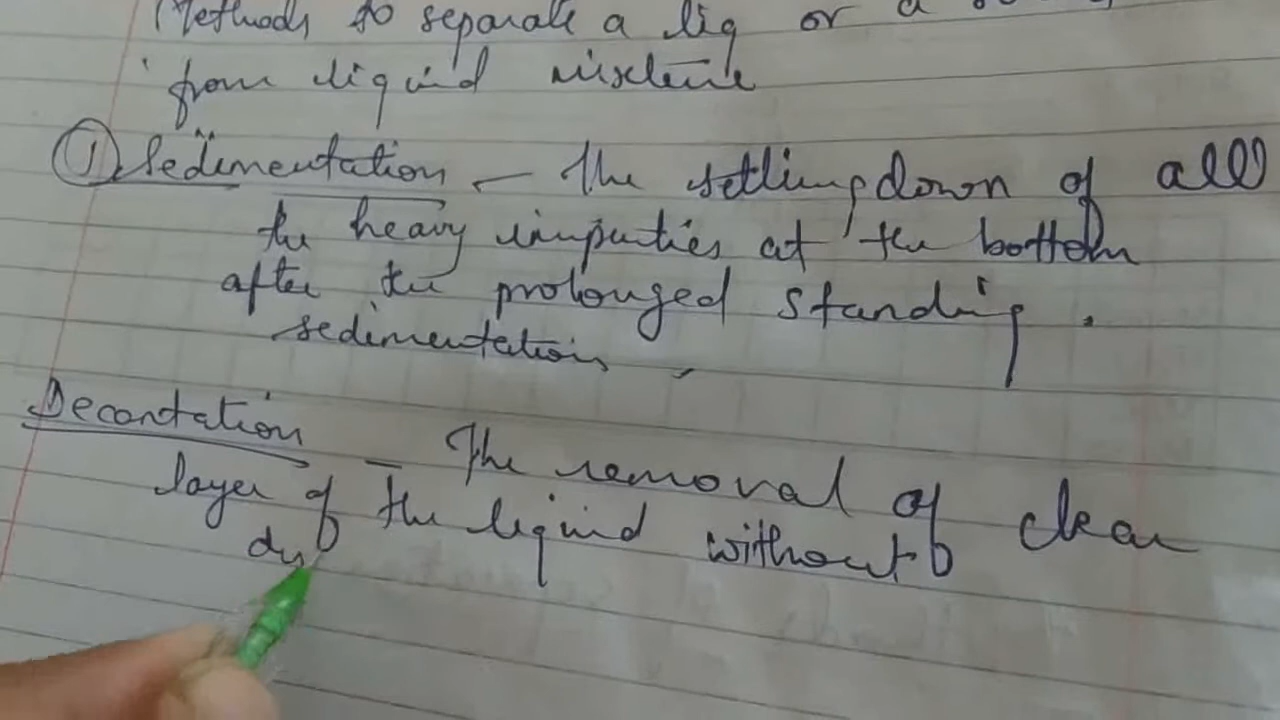 Methods to separate a liq or a
from liquid mixture
① Sedimentation – The settling down of all
the heavy impurities at the bottom
after the prolonged standing.
sedimentation,
Decantation – The removal of clear
layer of the liquid without